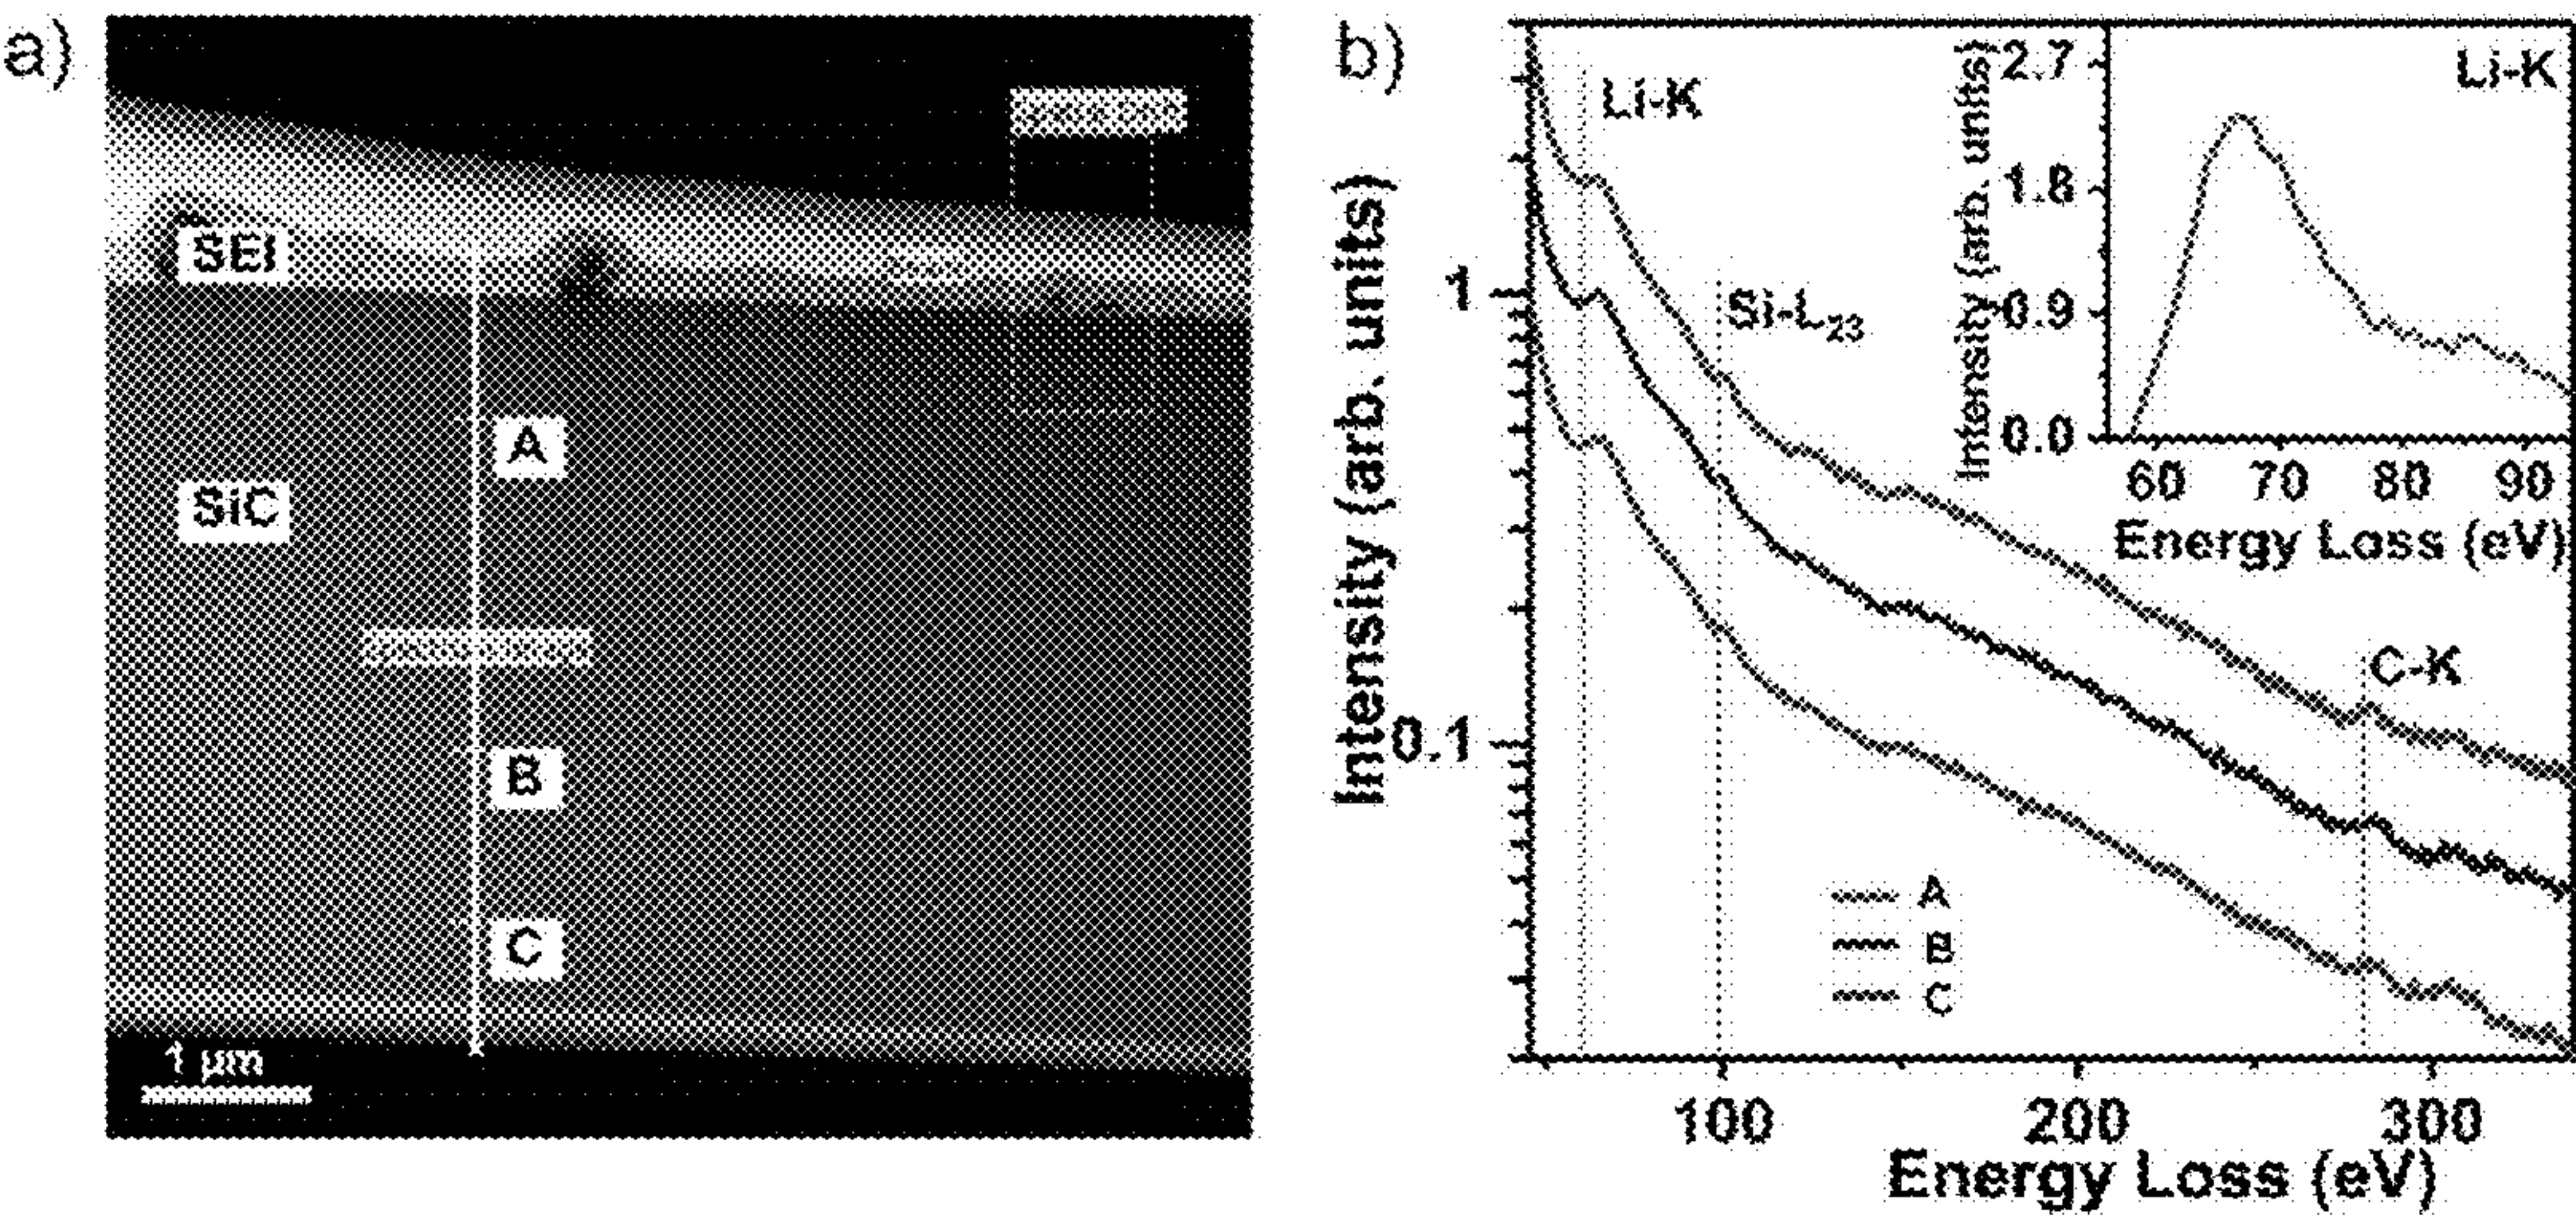 a)
SEI
A
SiC
B
C
1 µm
b)
Li-K
Si-L23
C-K
1
0.1
Intensity (arb. units)
A
B
C
100 200 300
Energy Loss (eV)
Li-K
2.7
1.8
0.9
0.0
Intensity (arb. units)
60 70 80 90
Energy Loss (eV)